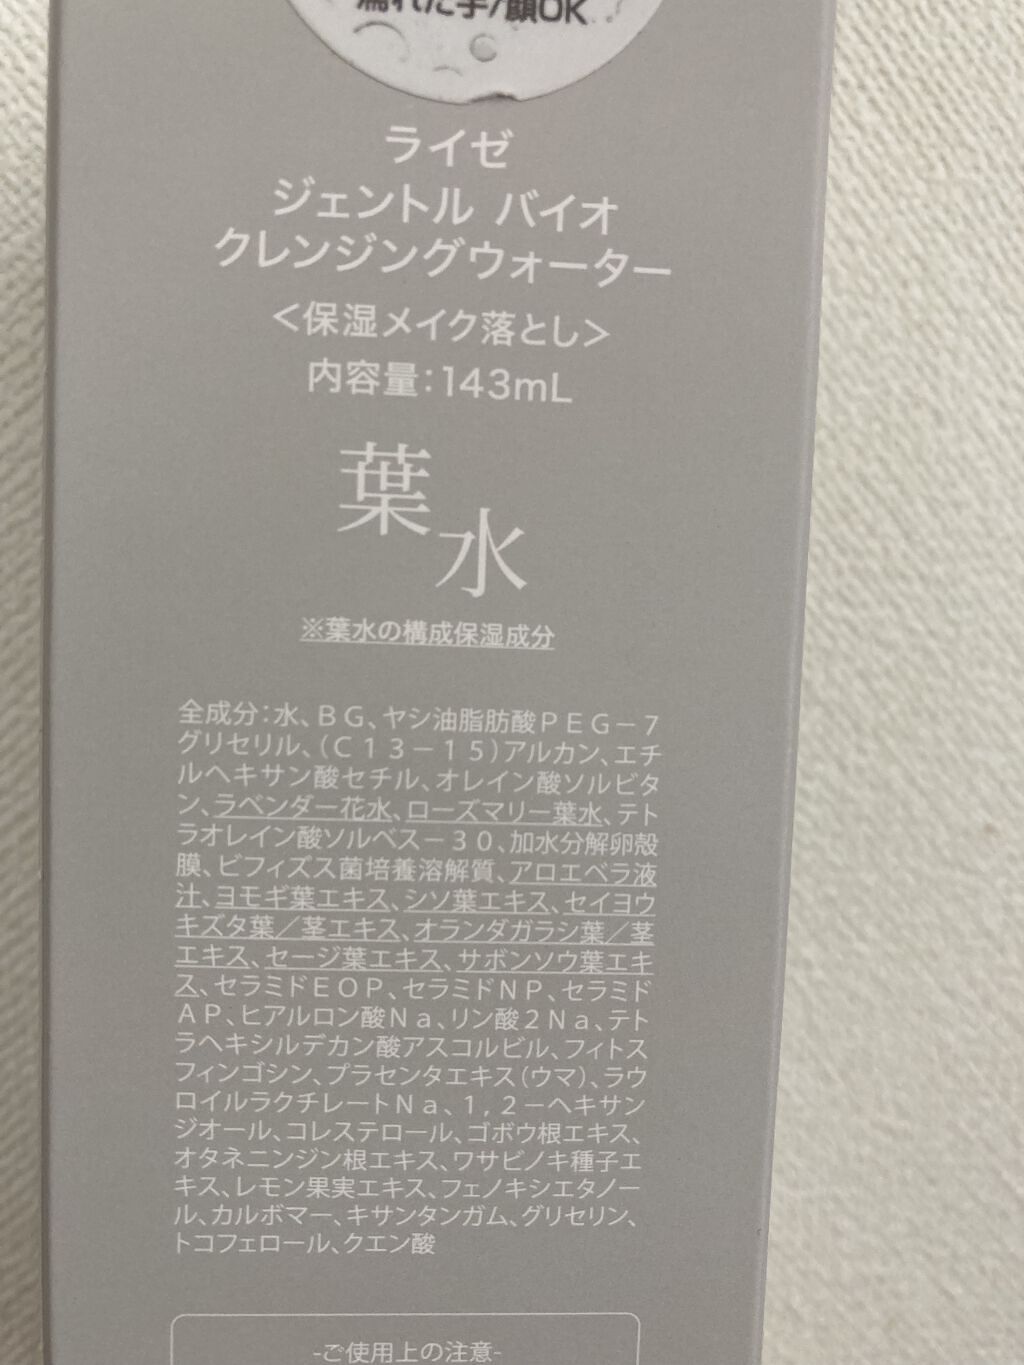 濡れた手/顔OK
ライゼ
ジェントル バイオ
クレンジングウォーター
<保湿メイク落とし>
内容量:143mL
葉
水
※葉水の構成保湿成分
全成分:水、BG、ヤシ油脂肪酸PEG-7
グリセリル、(C13-15)アルカン、エチ
ルヘキサン酸セチル、オレイン酸ソルビタ
ン、ラベンダー花水、ローズマリー葉水、テト
ラオレイン酸ソルベス-30、加水分解卵殻
膜、ビフィズス菌培養溶解質、アロエベラ液
汁、ヨモギ葉エキス、シソ葉エキス、セイヨウ
キズタ葉/茎エキス、オランダガラシ葉/茎
エキス、セージ葉エキス、サボンソウ葉エキ
ス、セラミドEOP、セラミドNP、セラミド
AP、ヒアルロン酸Na、リン酸2Na、テト
ラヘキシルデカン酸アスコルビル、フィトス
フィンゴシン、プラセンタエキス(ウマ)、ラウ
ロイルラクチレートNa、1,2-ヘキサン
ジオール、コレステロール、ゴボウ根エキス、
オタネニンジン根エキス、ワサビノキ種子エ
キス、レモン果実エキス、フェノキシエタノー
ル、カルボマー、キサンタンガム、グリセリン、
トコフェロール、クエン酸
-ご使用上の注意-